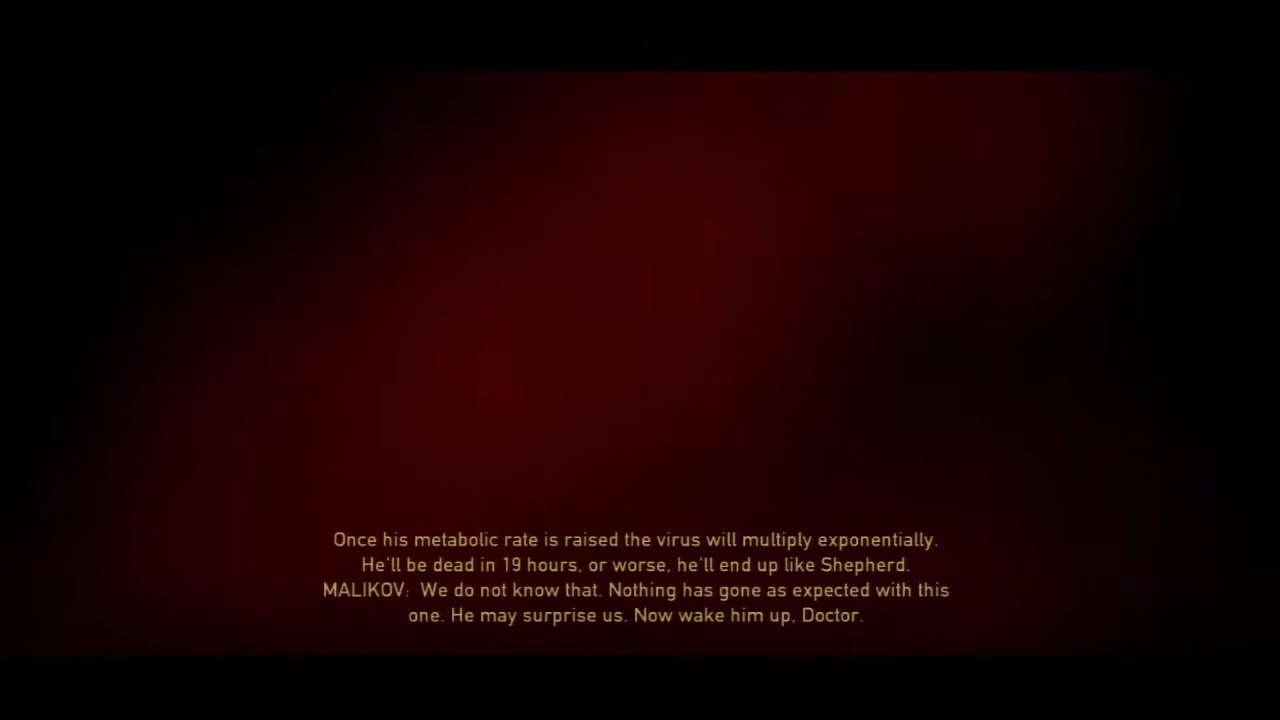 Once his metabolic rate is raised the virus will multiply exponentially.
He'll be dead in 19 hours, or worse, he'll end up like Shepherd.
MALIKOV: We do not know that. Nothing has gone as expected with this
one. He may surprise us. Now wake him up, Doctor.